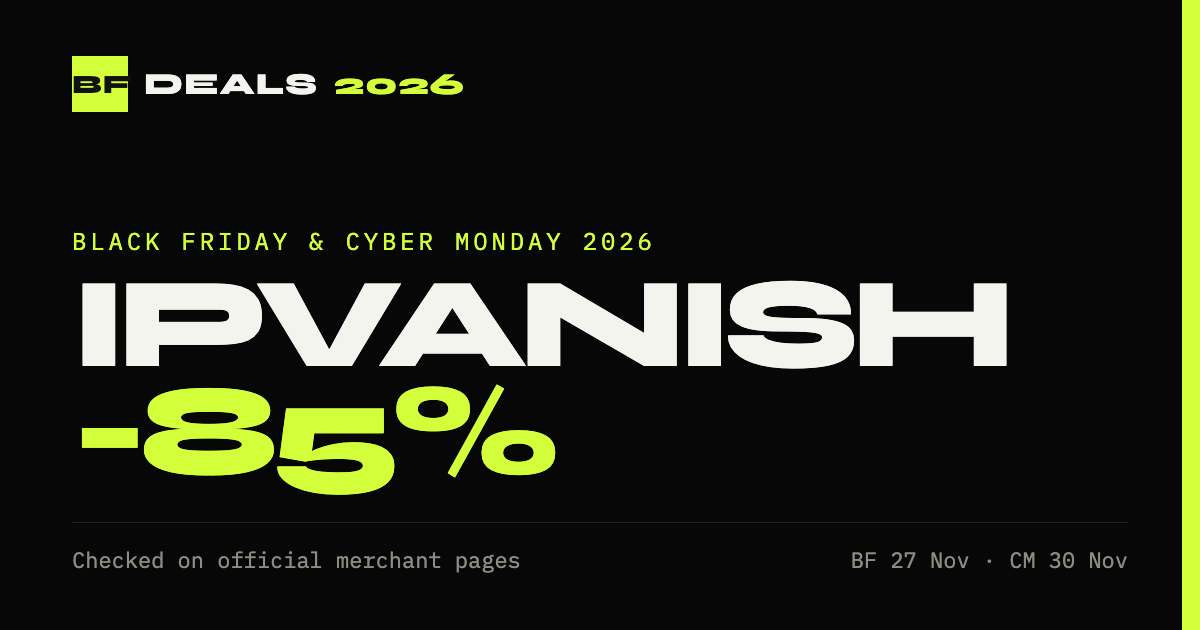 BF DEALS 2026
BLACK FRIDAY & CYBER MONDAY 2026
IPVANISH
-85%
Checked on official merchant pages
BF 27 Nov · CM 30 Nov